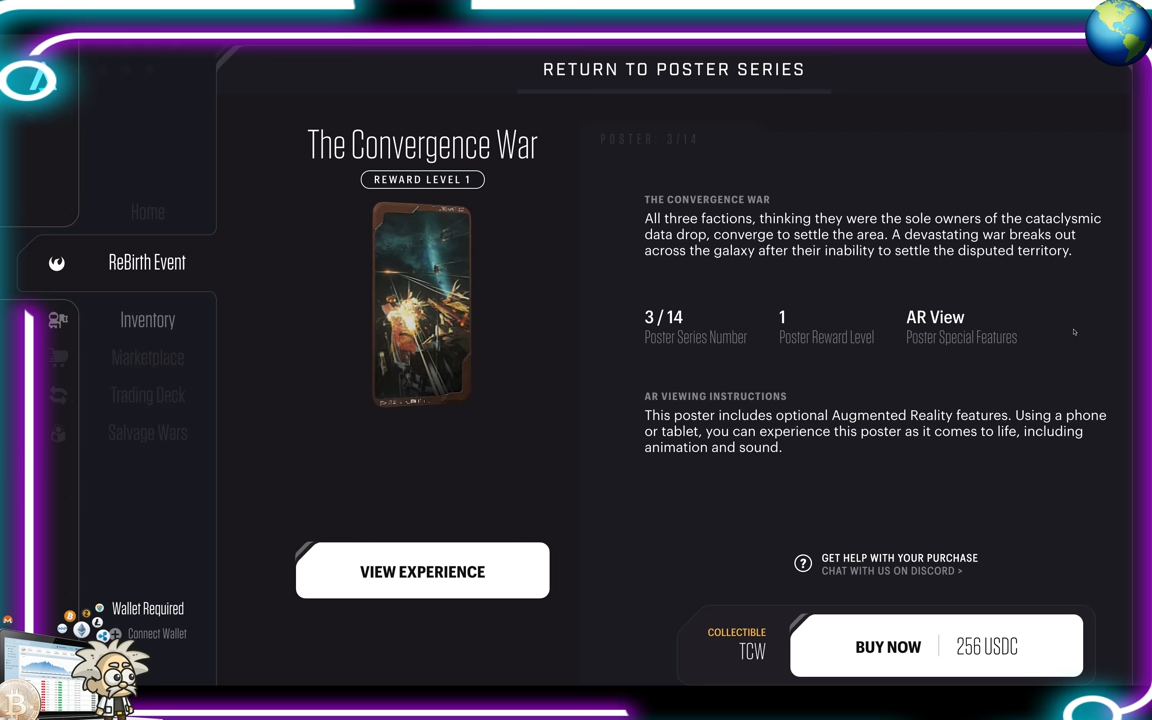 RETURN TO POSTER SERIES
The Convergence War
REWARD LEVEL 1
POSTER: 3/14
THE CONVERGENCE WAR
All three factions, thinking they were the sole owners of the cataclysmic
data drop, converge to settle the area. A devastating war breaks out
across the galaxy after their inability to settle the disputed territory.
3 / 14
Poster Series Number
1
Poster Reward Level
AR View
Poster Special Features
AR VIEWING INSTRUCTIONS
This poster includes optional Augmented Reality features. Using a phone
or tablet, you can experience this poster as it comes to life, including
animation and sound.
VIEW EXPERIENCE
GET HELP WITH YOUR PURCHASE
CHAT WITH US ON DISCORD >
COLLECTIBLE
TCW
BUY NOW
256 USDC
Home
ReBirth Event
Inventory
Marketplace
Trading Deck
Salvage Wars
Wallet Required
Connect Wallet